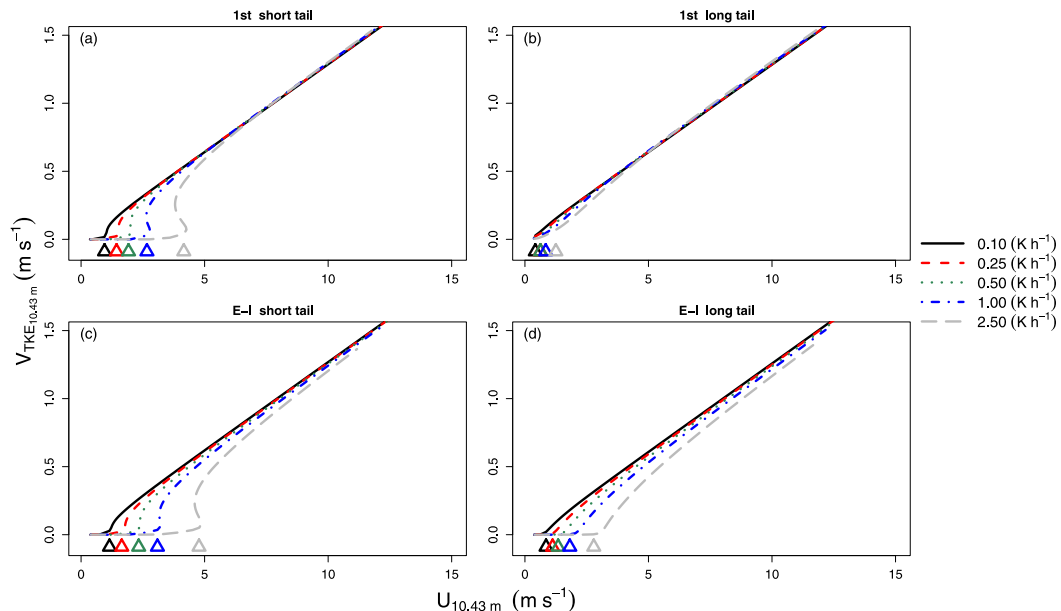 1st short tail
(a)
0.0 0.5 1.0 1.5
0 5 10 15
1st long tail
(b)
0.0 0.5 1.0 1.5
0 5 10 15
E−l short tail
(c)
0.0 0.5 1.0 1.5
0 5 10 15
E−l long tail
(d)
0.0 0.5 1.0 1.5
0 5 10 15
V_TKE_10.43 m (m s⁻¹)
U_10.43 m (m s⁻¹)
0.10 (K h⁻¹)
0.25 (K h⁻¹)
0.50 (K h⁻¹)
1.00 (K h⁻¹)
2.50 (K h⁻¹)